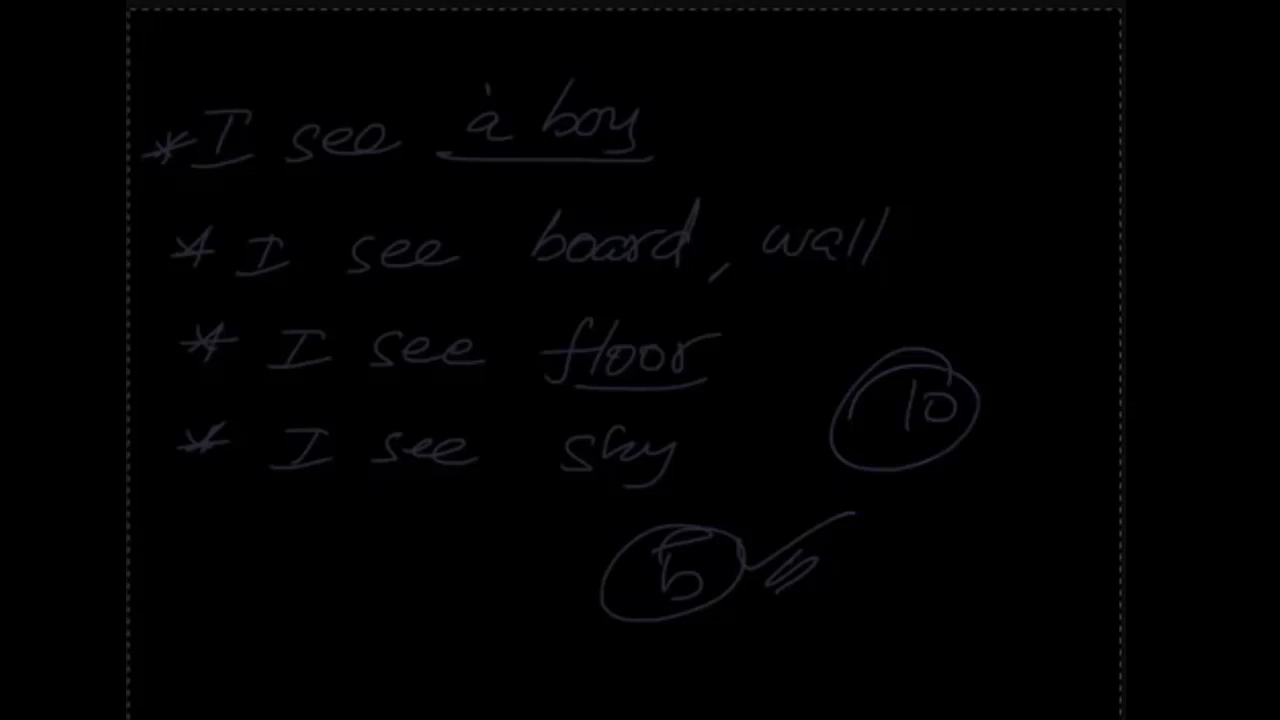 * I see a boy
* I see board, wall
* I see floor
* I see sky
10
5